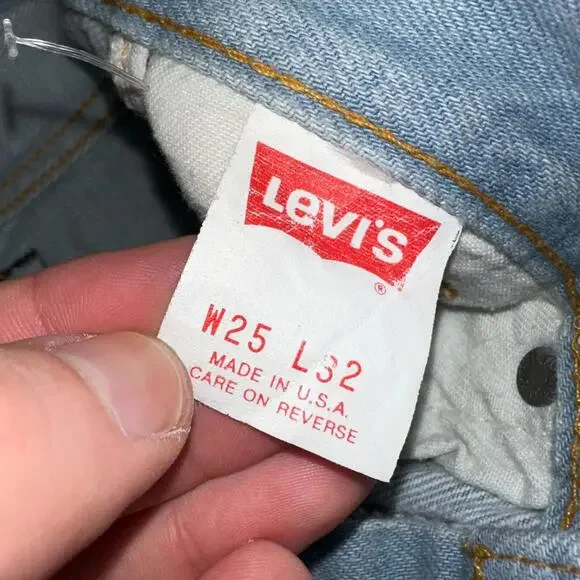 Levi's
®
W25 L32
MADE IN U.S.A.
CARE ON REVERSE